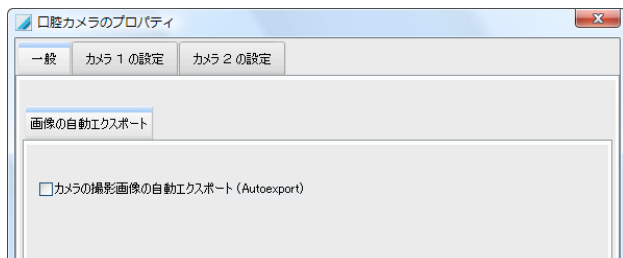 口腔カメラのプロパティ
一般 カメラ 1 の設定 カメラ 2 の設定
画像の自動エクスポート
カメラの撮影画像の自動エクスポート (Autoexport)